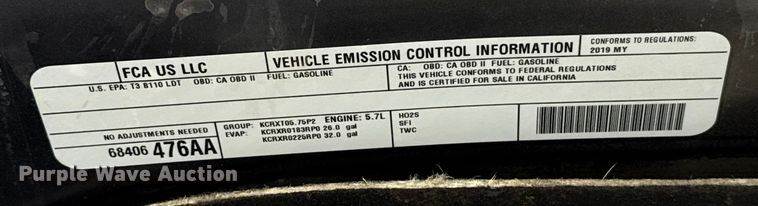 FCA US LLC
VEHICLE EMISSION CONTROL INFORMATION
CONFORMS TO REGULATIONS:
2019 MY
U.S. EPA: T3 B110 LDT OBD: CA OBD II FUEL: GASOLINE
CA: OBD: CA OBD II FUEL: GASOLINE
THIS VEHICLE CONFORMS TO FEDERAL REGULATIONS
AND IS CERTIFIED FOR SALE IN CALIFORNIA
NO ADJUSTMENTS NEEDED
68406 476AA
GROUP: KCRXT05.75P2 ENGINE: 5.7L
EVAP: KCRXR0183RP0 26.0 gal
KCRXR0225RP0 32.0 gal
HO2S
SFI
TWC
Purple Wave Auction